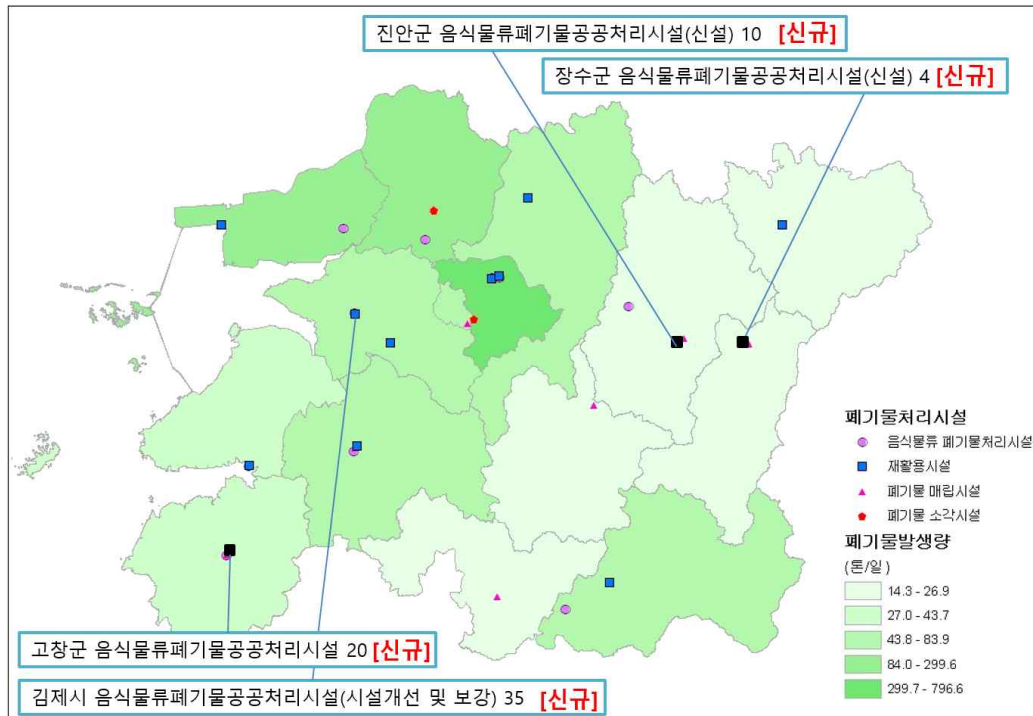 진안군 음식물류폐기물공공처리시설(신설) 10 [신규]
장수군 음식물류폐기물공공처리시설(신설) 4 [신규]
폐기물처리시설
음식물류 폐기물처리시설
재활용시설
폐기물 매립시설
폐기물 소각시설
폐기물발생량
(톤/일)
14.3 - 26.9
27.0 - 43.7
43.8 - 83.9
84.0 - 299.6
299.7 - 796.6
고창군 음식물류폐기물공공처리시설 20 [신규]
김제시 음식물류폐기물공공처리시설(시설개선 및 보강) 35 [신규]